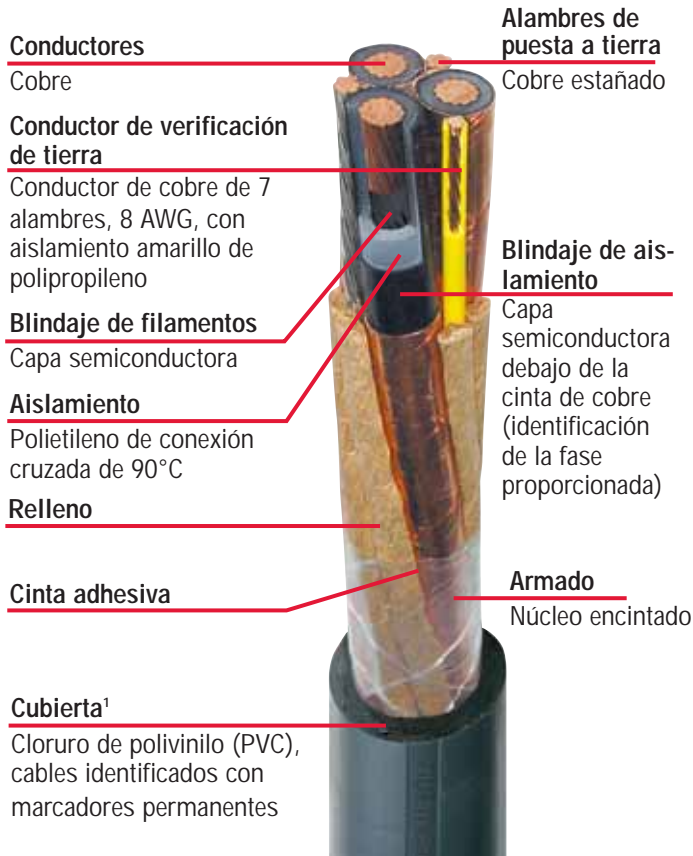 Conductores
Cobre
Conductor de verificación
de tierra
Conductor de cobre de 7
alambres, 8 AWG, con
aislamiento amarillo de
polipropileno
Blindaje de filamentos
Capa semiconductora
Aislamiento
Polietileno de conexión
cruzada de 90°C
Relleno
Cinta adhesiva
Cubierta¹
Cloruro de polivinilo (PVC),
cables identificados con
marcadores permanentes
Alambres de
puesta a tierra
Cobre estañado
Blindaje de ais-
lamiento
Capa
semiconductora
debajo de la
cinta de cobre
(identificación
de la fase
proporcionada)
Armado
Núcleo encintado